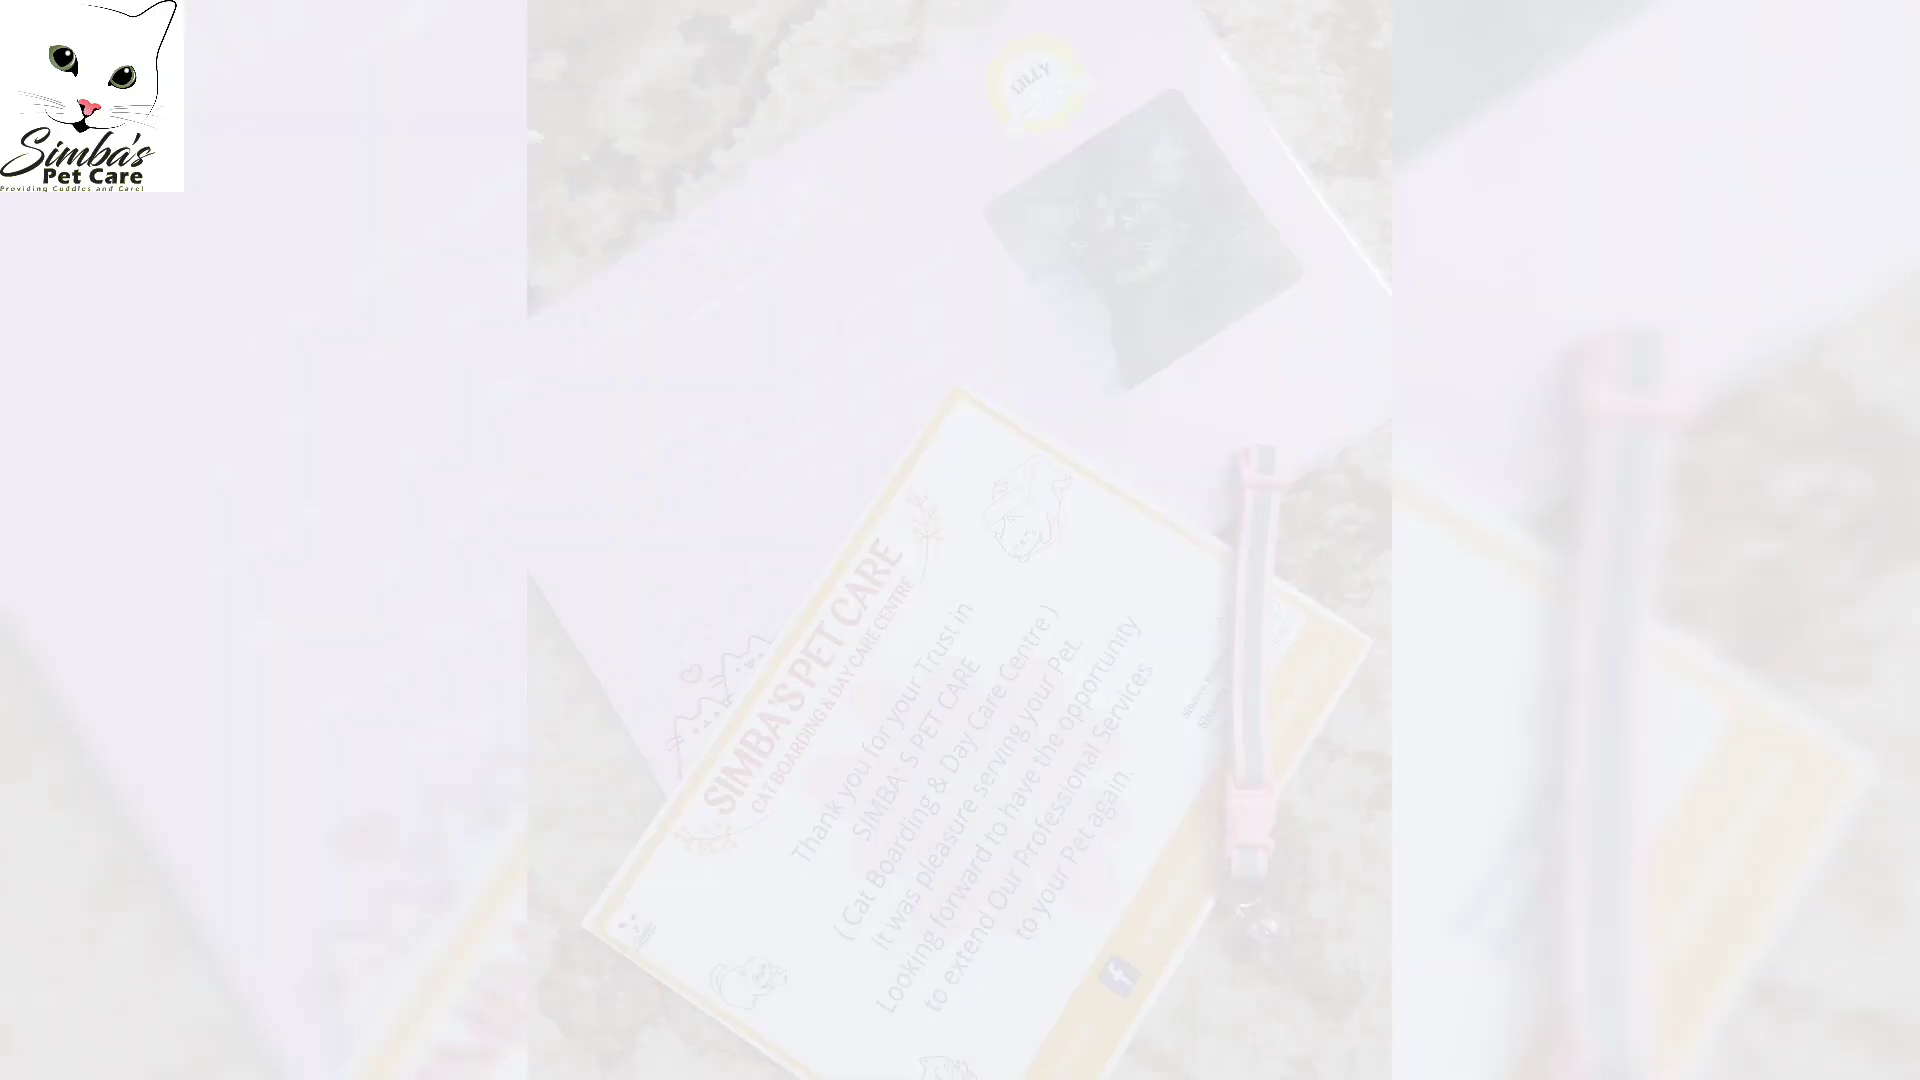 Simba's
Pet Care
Providing Cuddles and Care!
LILLY
SIMBA'S PET CARE
CAT BOARDING & DAY CARE CENTRE
Thank you for your Trust in
SIMBA' S PET CARE
( Cat Boarding & Day Care Centre )
It was pleasure serving your Pet.
Looking forward to have the opportunity
to extend Our Professional Services
to your Pet again.